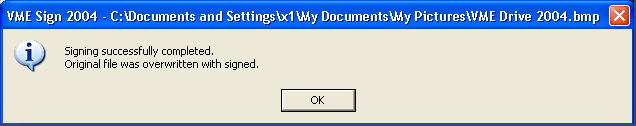 VME Sign 2004 - C:\Documents and Settings\x1\My Documents\My Pictures\VME Drive 2004.bmp
Signing successfully completed.
Original file was overwritten with signed.
OK